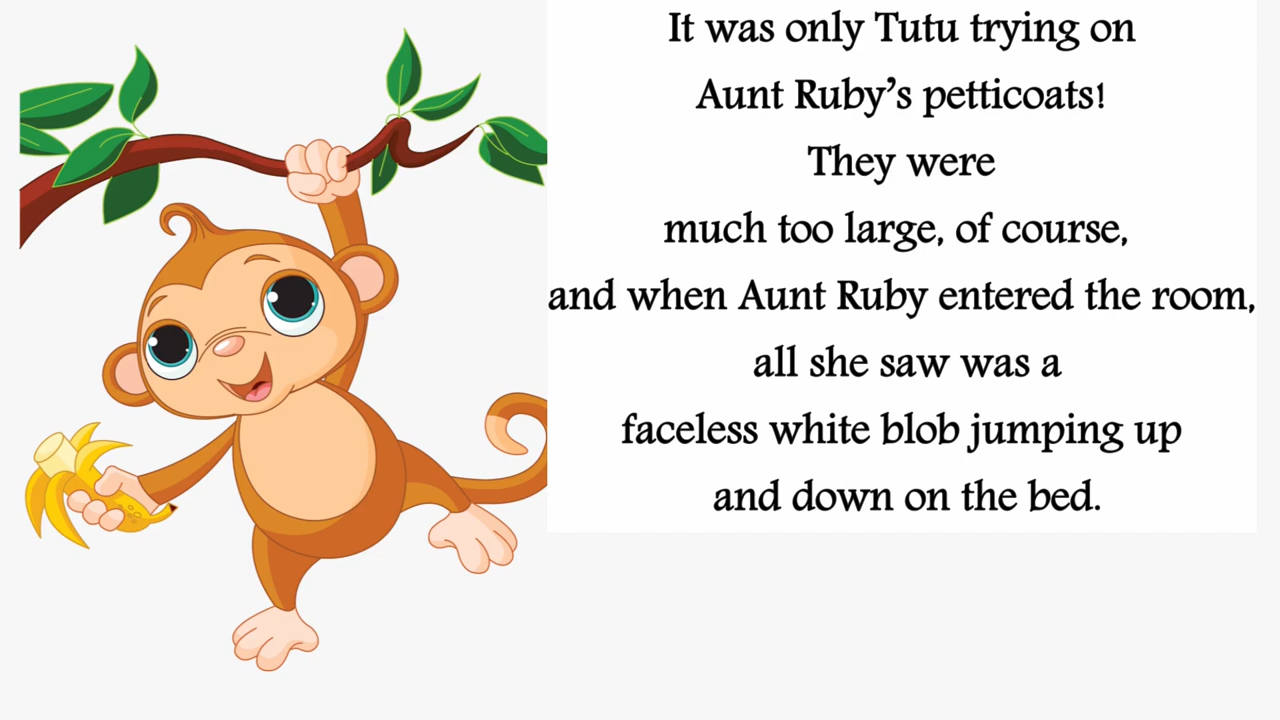 It was only Tutu trying on
Aunt Ruby’s petticoats!
They were
much too large, of course,
and when Aunt Ruby entered the room,
all she saw was a
faceless white blob jumping up
and down on the bed.